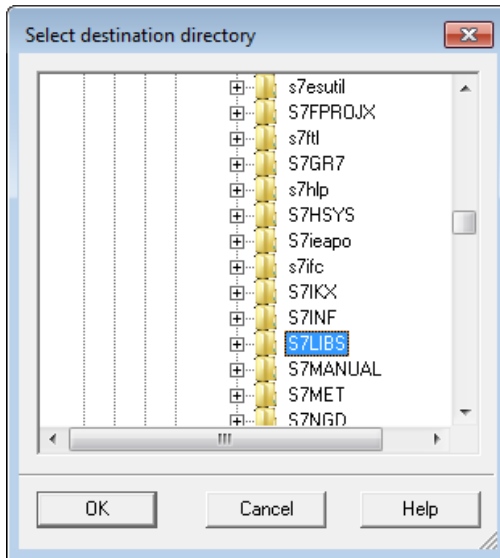 Select destination directory
s7esutil
S7FPROJX
s7ftl
S7GR7
s7hlp
S7HSYS
S7ieapo
s7ifc
S7IKX
S7INF
S7LIBS
S7MANUAL
S7MET
S7NGD
OK
Cancel
Help